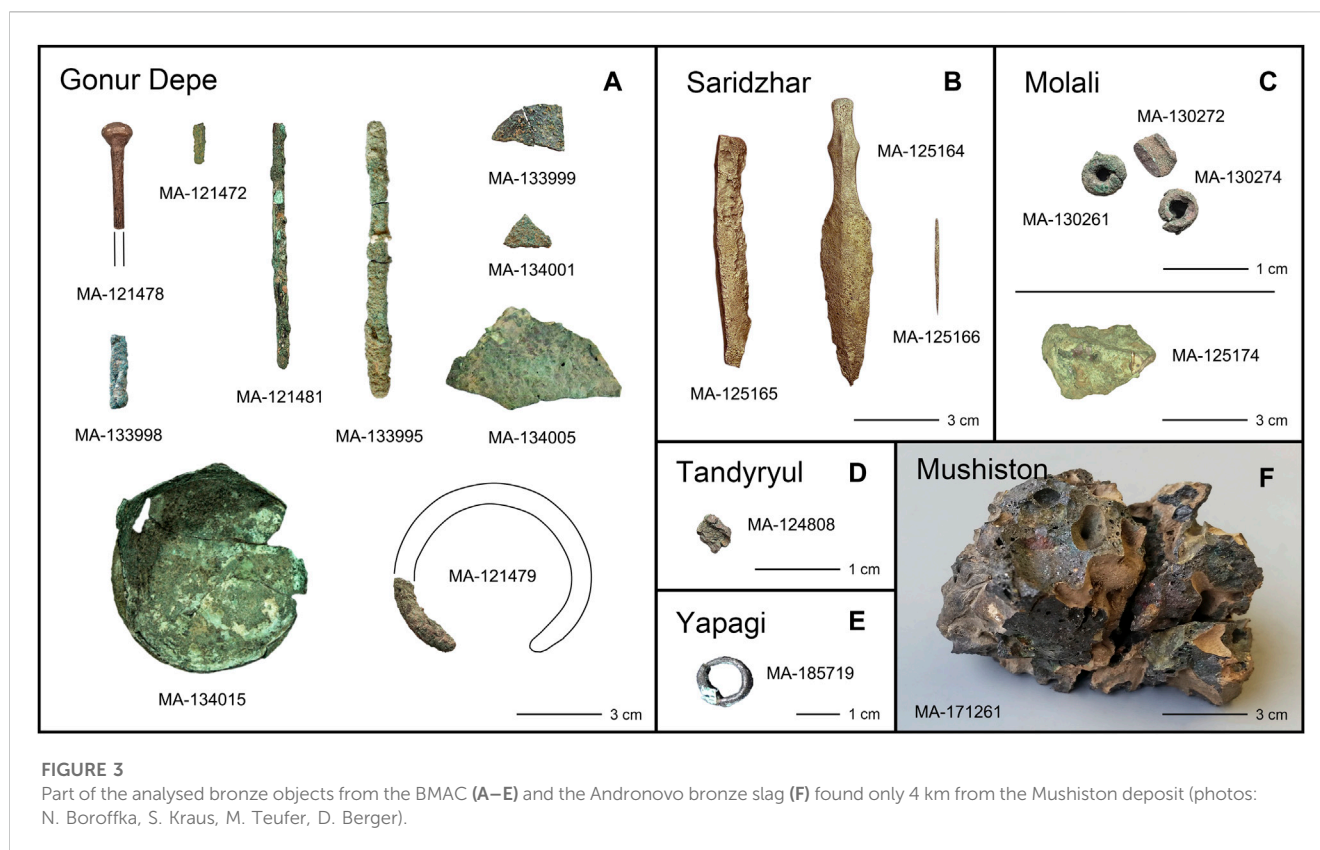 Gonur Depe
A
MA-121478
MA-121472
MA-133998
MA-121481
MA-133995
MA-133999
MA-134001
MA-134005
MA-134015
MA-121479
3 cm
Saridzhar
B
MA-125165
MA-125164
MA-125166
3 cm
Molali
C
MA-130272
MA-130274
MA-130261
1 cm
MA-125174
3 cm
Tandyryul
D
MA-124808
1 cm
Yapagi
E
MA-185719
1 cm
Mushiston
F
MA-171261
3 cm
FIGURE 3
Part of the analysed bronze objects from the BMAC (A–E) and the Andronovo bronze slag (F) found only 4 km from the Mushiston deposit (photos:
N. Boroffka, S. Kraus, M. Teufer, D. Berger).